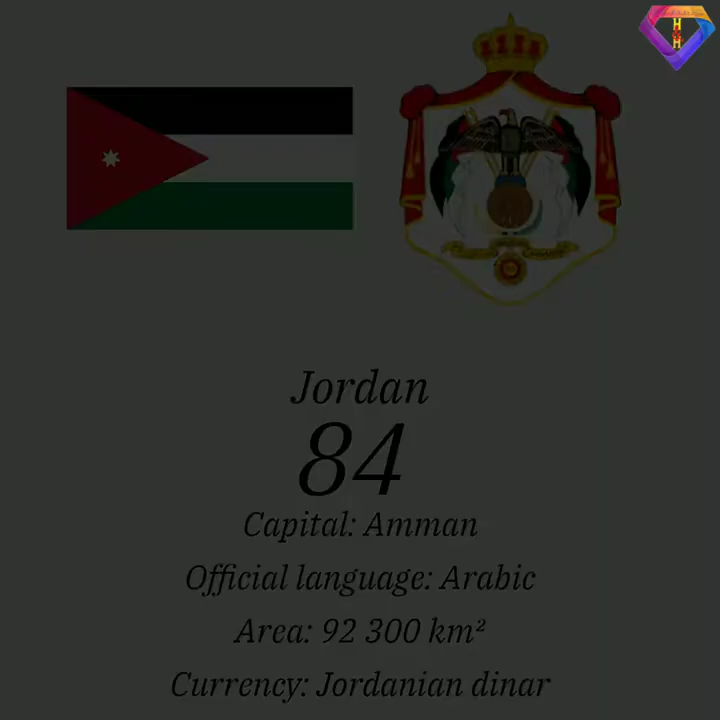 H
H
Jordan
84
Capital: Amman
Official language: Arabic
Area: 92 300 km²
Currency: Jordanian dinar